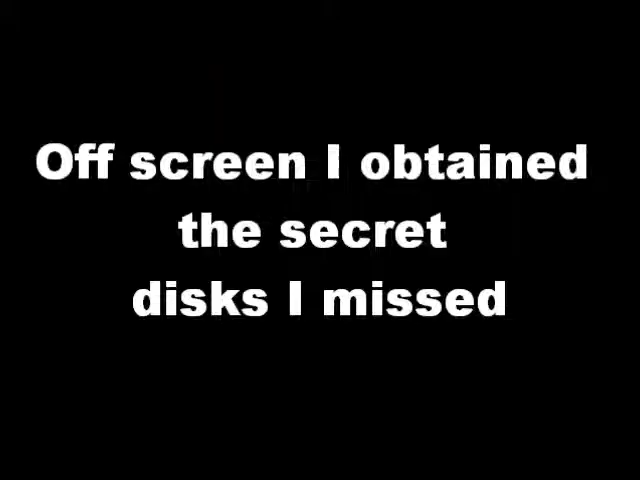 Off screen I obtained
the secret
disks I missed